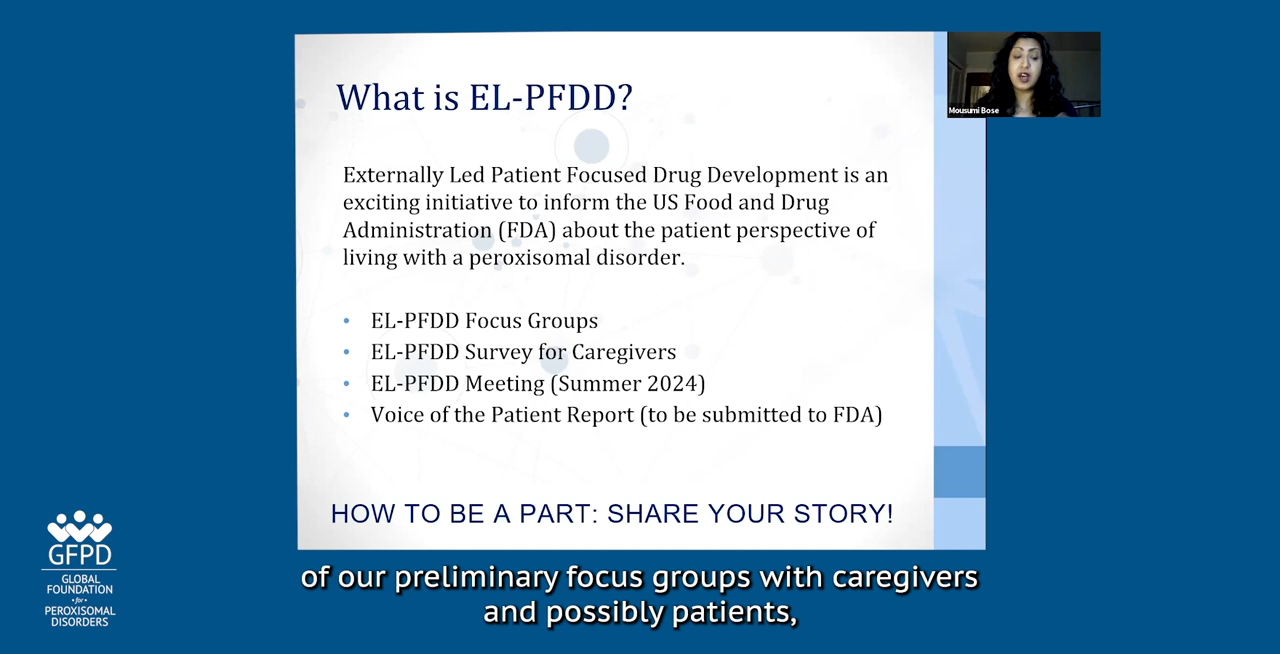 What is EL-PFDD?
Mousumi Bose
Externally Led Patient Focused Drug Development is an
exciting initiative to inform the US Food and Drug
Administration (FDA) about the patient perspective of
living with a peroxisomal disorder.
• EL-PFDD Focus Groups
• EL-PFDD Survey for Caregivers
• EL-PFDD Meeting (Summer 2024)
• Voice of the Patient Report (to be submitted to FDA)
HOW TO BE A PART: SHARE YOUR STORY!
GFPD
GLOBAL
FOUNDATION
for
PEROXISOMAL
DISORDERS
of our preliminary focus groups with caregivers
and possibly patients,